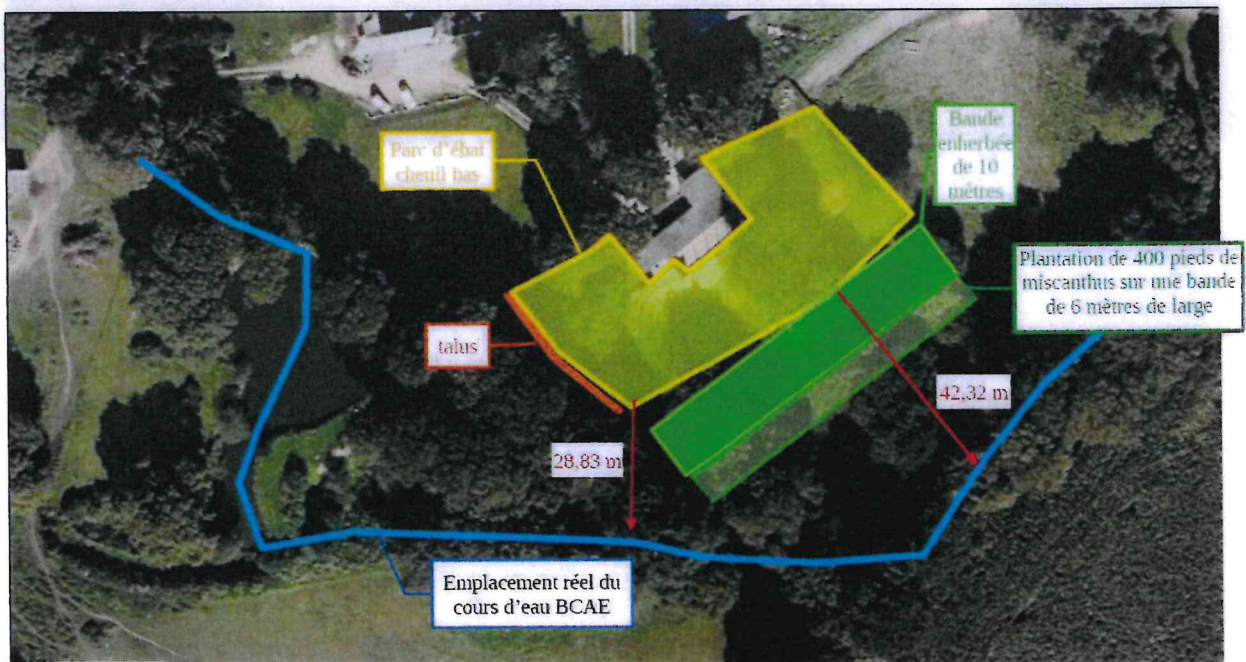 Parc d'ébat
chenil bas
Bande
enherbée
de 10
mètres
Plantation de 400 pieds de
miscanthus sur une bande
de 6 mètres de large
talus
42,32 m
28,83 m
Emplacement réel du
cours d'eau BCAE